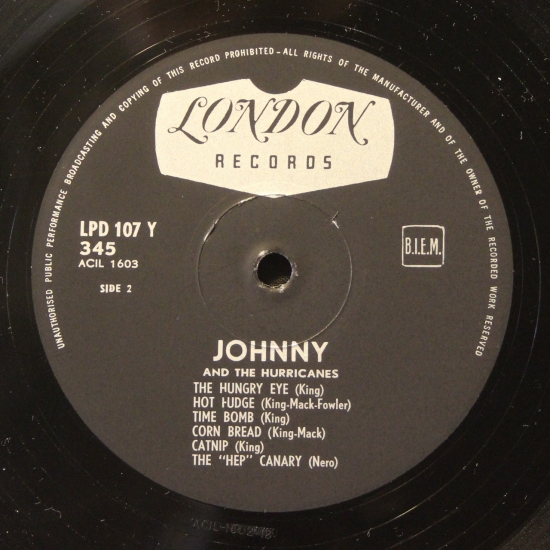 UNAUTHORISED PUBLIC PERFORMANCE BROADCASTING AND COPYING OF THIS RECORD PROHIBITED—ALL RIGHTS OF THE MANUFACTURER AND OF THE OWNER OF THE RECORDED WORK RESERVED
LONDON
RECORDS
LPD 107 Y
345
ACIL 1603
SIDE 2
B.I.E.M.
JOHNNY
AND THE HURRICANES
THE HUNGRY EYE (King)
HOT FUDGE (King-Mack-Fowler)
TIME BOMB (King)
CORN BREAD (King-Mack)
CATNIP (King)
THE "HEP" CANARY (Nero)